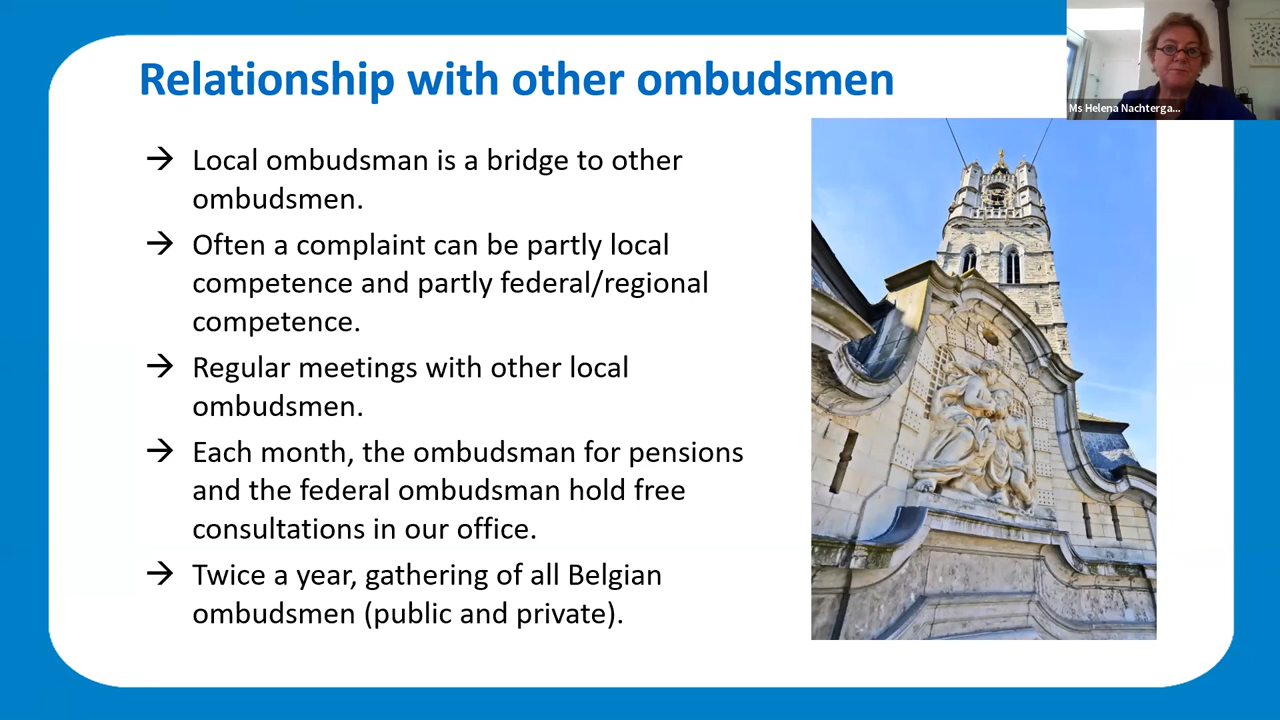 Relationship with other ombudsmen
Ms Helena Nachterga...
→ Local ombudsman is a bridge to other
ombudsmen.
→ Often a complaint can be partly local
competence and partly federal/regional
competence.
→ Regular meetings with other local
ombudsmen.
→ Each month, the ombudsman for pensions
and the federal ombudsman hold free
consultations in our office.
→ Twice a year, gathering of all Belgian
ombudsmen (public and private).